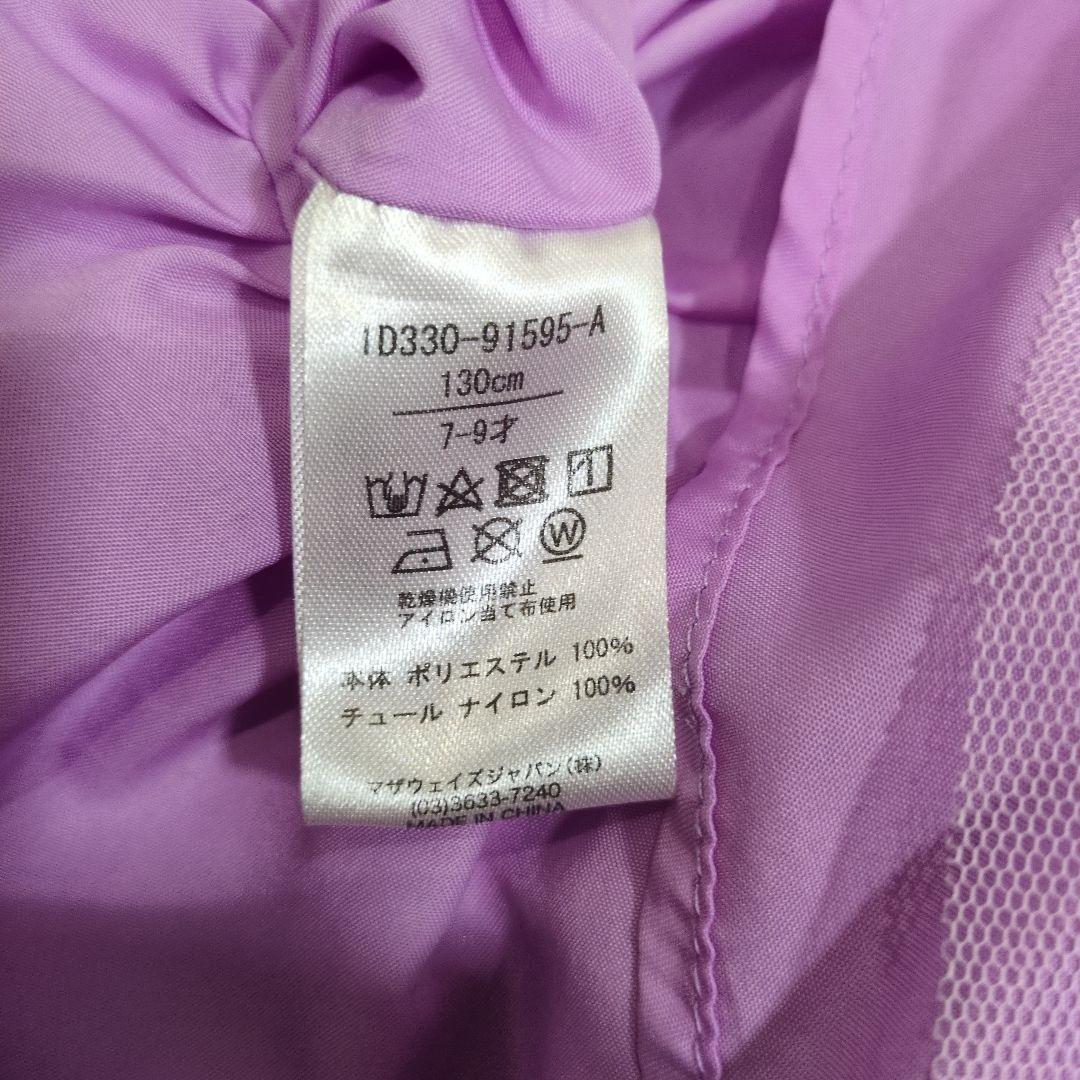 1D330-91595-A
130cm
7-9才
W
乾燥機使用禁止
アイロン当て布使用
本体 ポリエステル 100%
チュール ナイロン 100%
マザウェイズジャパン(株)
(03)3633-7240
MADE IN CHINA